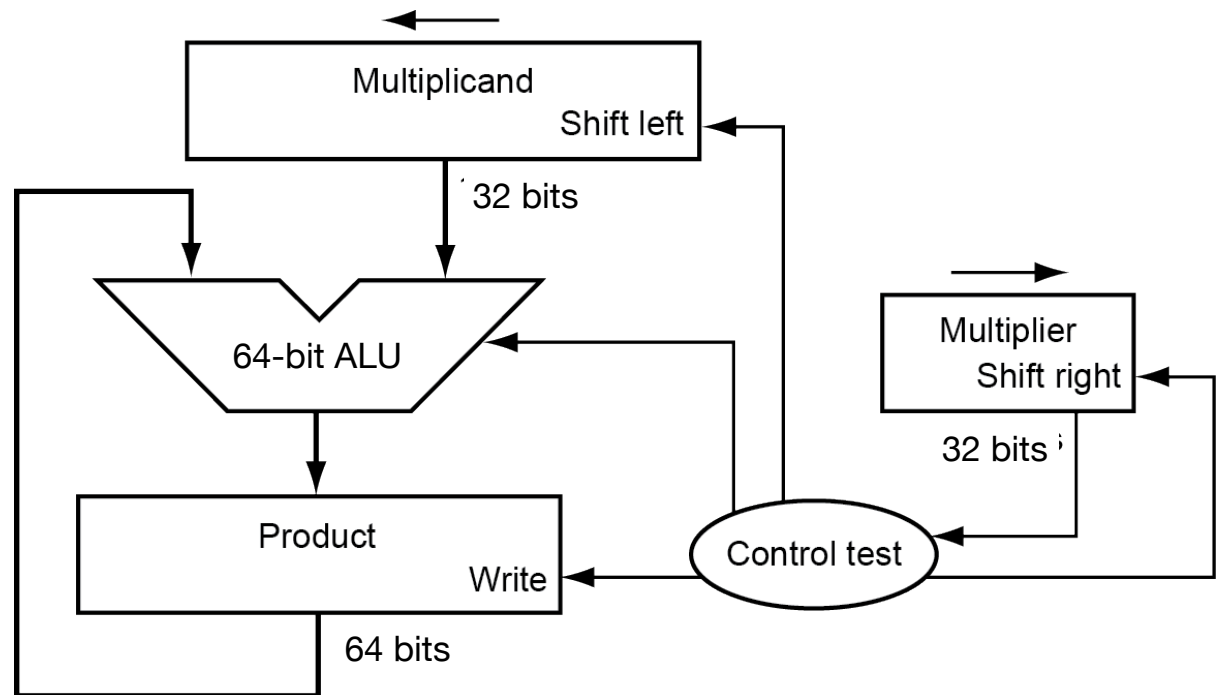 Multiplicand
Shift left
32 bits
64-bit ALU
Multiplier
Shift right
32 bits
Product
Write
Control test
64 bits